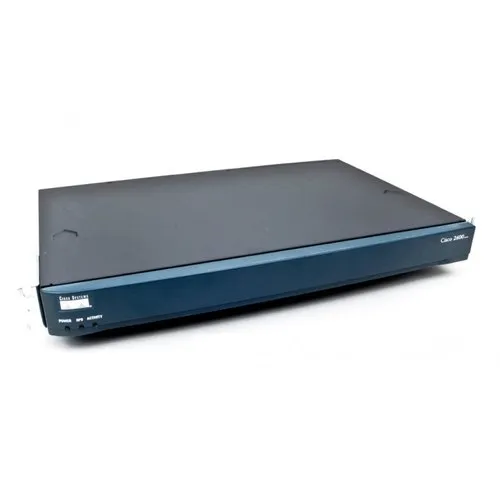 CISCO SYSTEMS
POWER RPS ACTIVITY
Cisco 2600